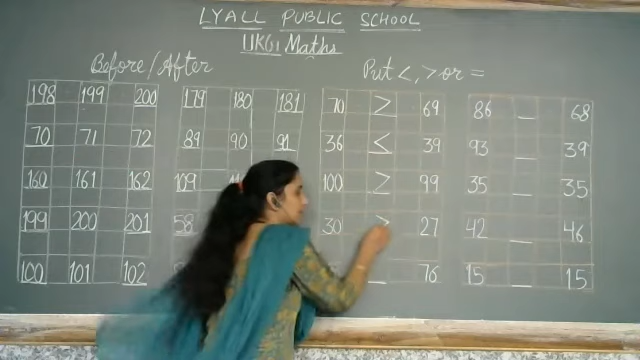 LYALL PUBLIC SCHOOL
UKG Maths
Before/After
Put <, > or =
198 199 200
179 180 181
70 > 69
86 _ 68
70 71 72
89 90 91
36 < 39
93 _ 39
160 161 162
109
100 > 99
35 _ 35
199 200 201
58
30 > 27
42 _ 46
100 101 102
_ 76
15 _ 15